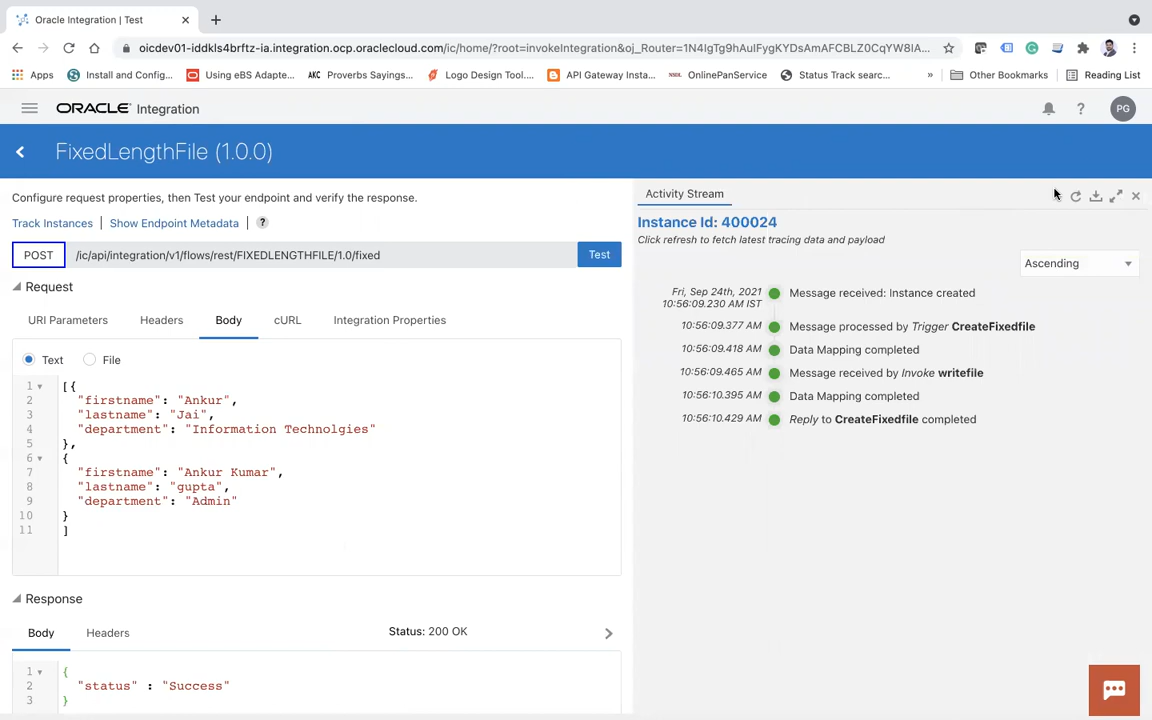 Oracle Integration | Test
oicdev01-iddkls4brftz-ia.integration.ocp.oraclecloud.com/ic/home/?root=invokeIntegration&oj_Router=1N4IgTg9hAulFygKYDsAmAFCBLZ0CqYW8IA...
Apps
Install and Config...
Using eBS Adapte...
AKC Proverbs Sayings...
Logo Design Tool....
API Gateway Insta...
NSDL OnlinePanService
Status Track searc...
»
Other Bookmarks
Reading List
ORACLE® Integration
PG
FixedLengthFile (1.0.0)
Configure request properties, then Test your endpoint and verify the response.
Track Instances | Show Endpoint Metadata | ?
POST /ic/api/integration/v1/flows/rest/FIXEDLENGTHFILE/1.0/fixed Test
Request
URI Parameters Headers Body cURL Integration Properties
Text File
1 [{
2 "firstname": "Ankur",
3 "lastname": "Jai",
4 "department": "Information Technolgies"
5 },
6 {
7 "firstname": "Ankur Kumar",
8 "lastname": "gupta",
9 "department": "Admin"
10 }
11 ]
Response
Body Headers Status: 200 OK
1 {
2 "status" : "Success"
3 }
Activity Stream
Instance Id: 400024
Click refresh to fetch latest tracing data and payload
Ascending
Fri, Sep 24th, 2021
10:56:09.230 AM IST Message received: Instance created
10:56:09.377 AM Message processed by Trigger CreateFixedfile
10:56:09.418 AM Data Mapping completed
10:56:09.465 AM Message received by Invoke writefile
10:56:10.395 AM Data Mapping completed
10:56:10.429 AM Reply to CreateFixedfile completed